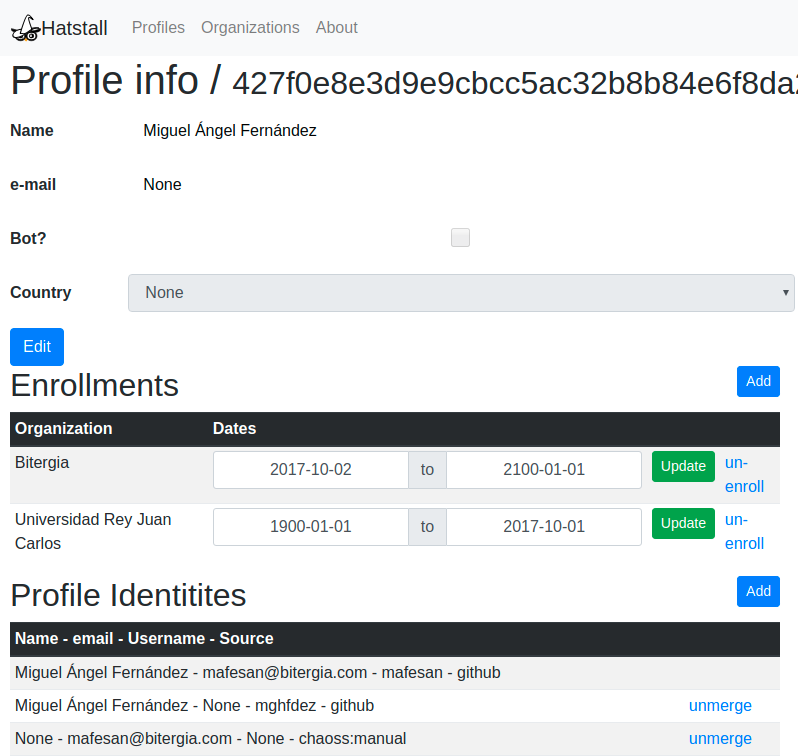 Hatstall Profiles Organizations About
Profile info / 427f0e8e3d9e9cbcc5ac32b8b84e6f8da2
Name Miguel Ángel Fernández
e-mail None
Bot?
Country None
Edit
Enrollments Add
Organization Dates
Bitergia 2017-10-02 to 2100-01-01 Update un-
enroll
Universidad Rey Juan 1900-01-01 to 2017-10-01 Update un-
Carlos enroll
Profile Identitites Add
Name - email - Username - Source
Miguel Ángel Fernández - mafesan@bitergia.com - mafesan - github
Miguel Ángel Fernández - None - mghfdez - github unmerge
None - mafesan@bitergia.com - None - chaoss:manual unmerge